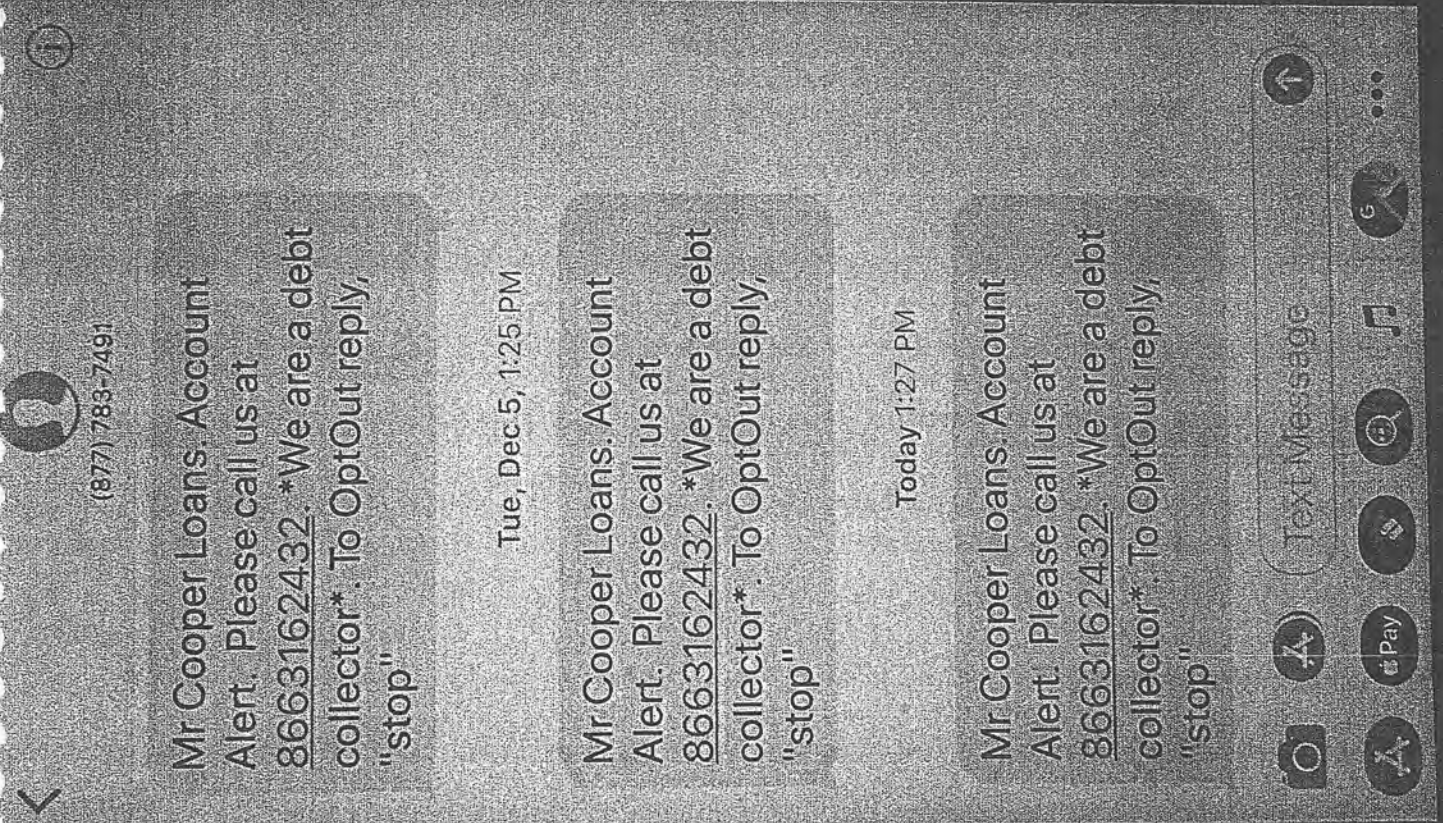 (877) 783-7491
Mr Cooper Loans. Account
Alert. Please call us at
8663162432. *We are a debt
collector*. To OptOut reply,
"stop"
Tue, Dec 5, 1:25 PM
Mr Cooper Loans. Account
Alert. Please call us at
8663162432. *We are a debt
collector*. To OptOut reply,
"stop"
Today 1:27 PM
Mr Cooper Loans. Account
Alert. Please call us at
8663162432. *We are a debt
collector*. To OptOut reply,
"stop"
Text Message
Pay
G